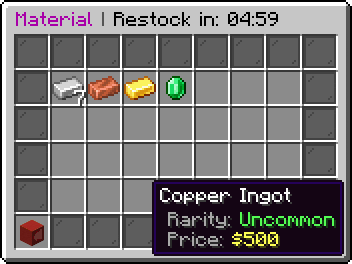 Material | Restock in: 04:59
Copper Ingot
Rarity: Uncommon
Price: $500